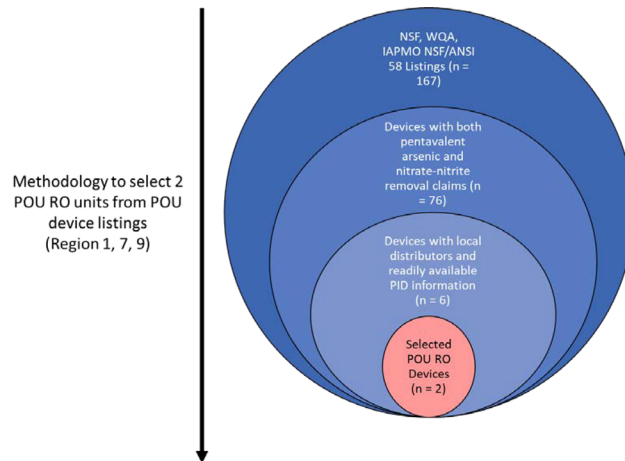 Methodology to select 2
POU RO units from POU
device listings
(Region 1, 7, 9)
NSF, WQA,
IAPMO NSF/ANSI
58 Listings (n =
167)
Devices with both
pentavalent
arsenic and
nitrate-nitrite
removal claims (n
= 76)
Devices with local
distributors and
readily available
PID information
(n = 6)
Selected
POU RO
Devices
(n = 2)